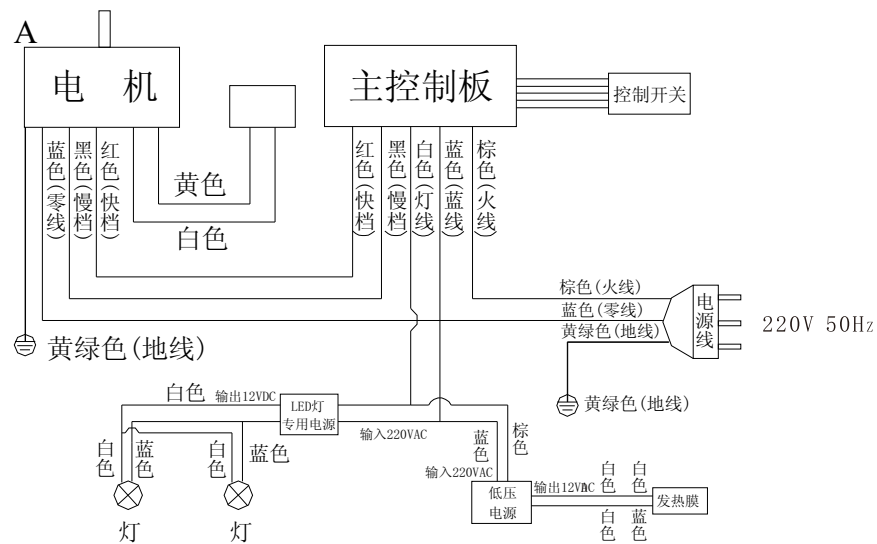 A
电 机
主控制板
控制开关
蓝色(零线)
黑色(慢档)
红色(快档)
黄色
白色
红色(快档)
黑色(慢档)
白色(灯线)
蓝色(蓝线)
棕色(火线)
棕色(火线)
蓝色(零线)
黄绿色(地线)
电源线
220V 50Hz
黄绿色(地线)
黄绿色(地线)
白色
输出12VDC
LED灯
专用电源
输入220VAC
蓝色
棕色
白色
蓝色
白色
蓝色
灯
灯
输入220VAC
低压
电源
白色
白色
白色
蓝色
发热膜